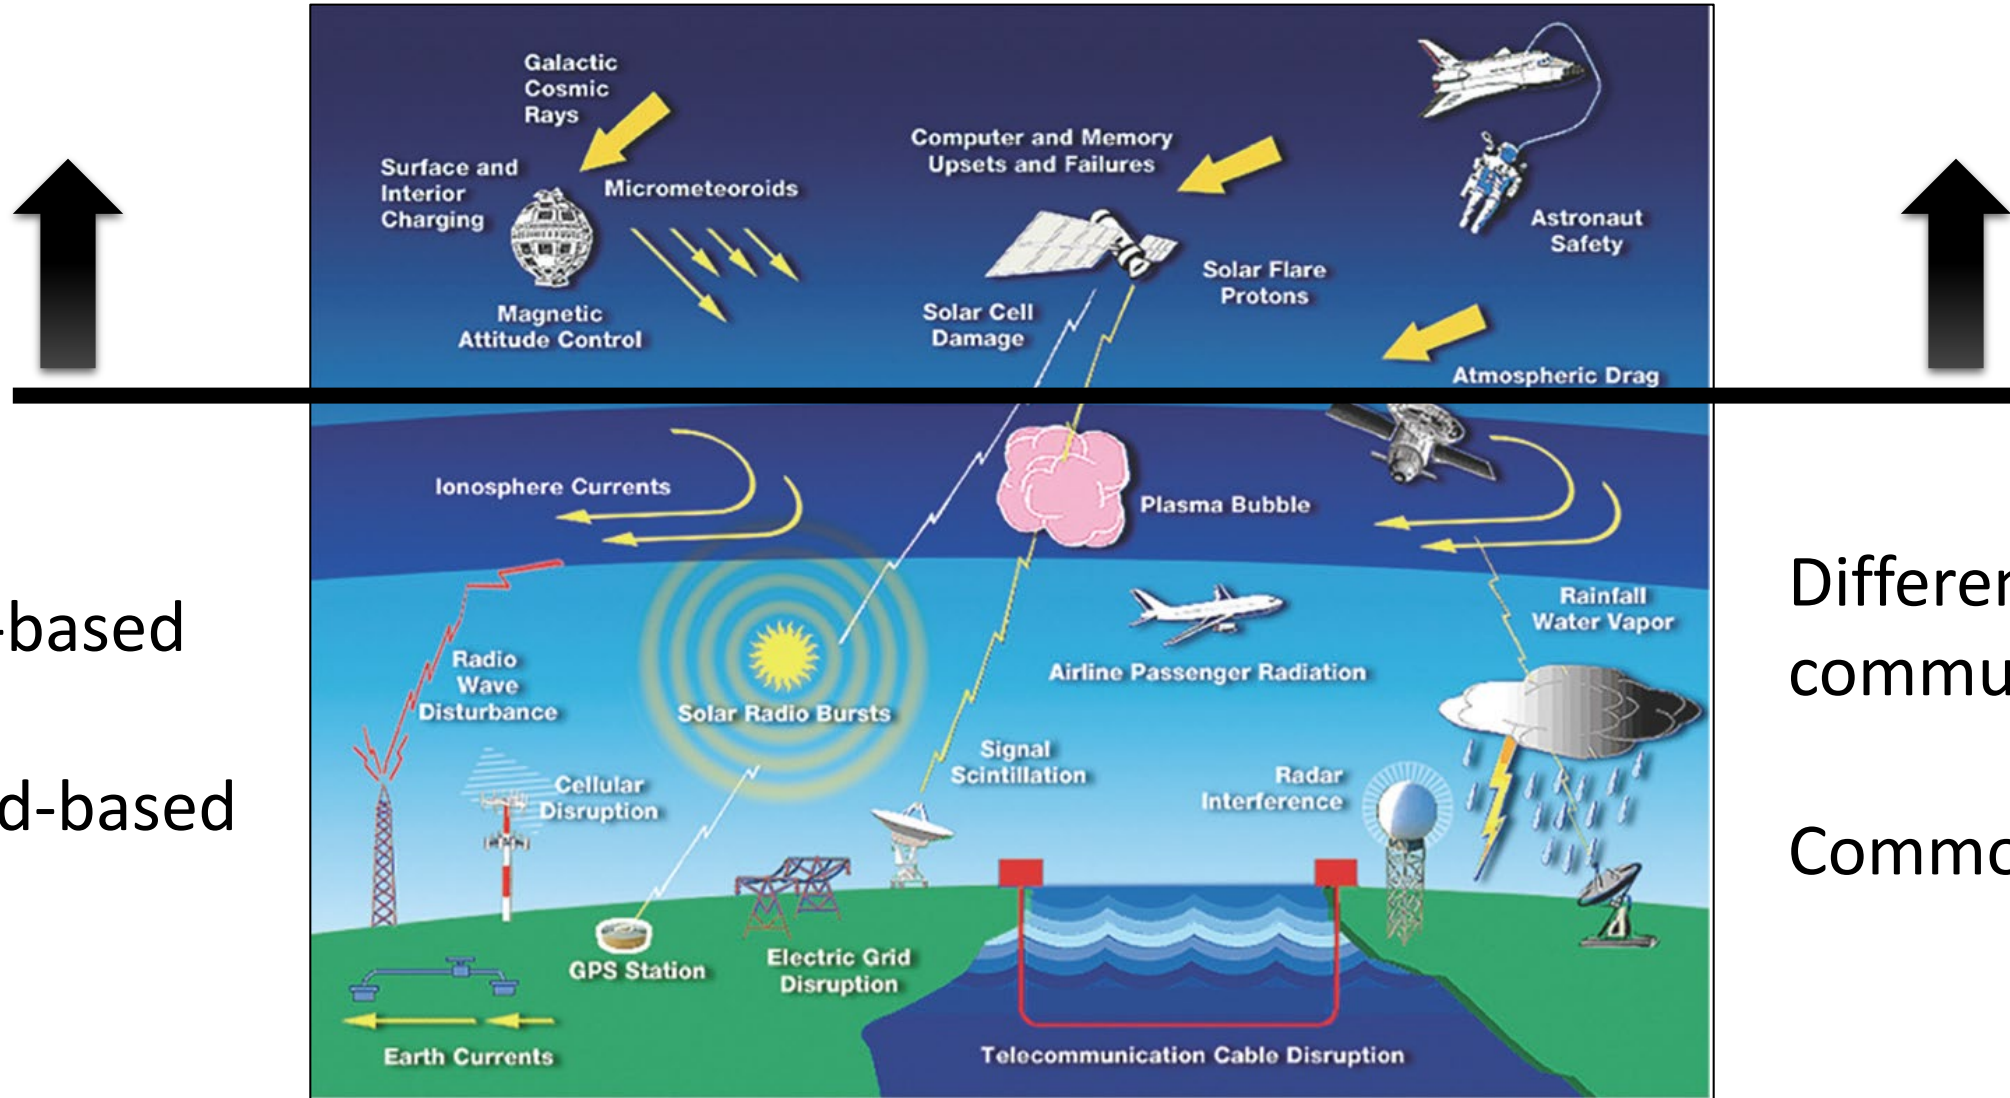 Galactic
Cosmic
Rays
Surface and
Interior
Charging
Micrometeoroids
Magnetic
Attitude Control
Computer and Memory
Upsets and Failures
Solar Cell
Damage
Solar Flare
Protons
Astronaut
Safety
Atmospheric Drag
Ionosphere Currents
Plasma Bubble
-based
d-based
Radio
Wave
Disturbance
Solar Radio Bursts
Airline Passenger Radiation
Rainfall
Water Vapor
Cellular
Disruption
Signal
Scintillation
Radar
Interference
GPS Station
Electric Grid
Disruption
Earth Currents
Telecommunication Cable Disruption
Differen
commu
Commo